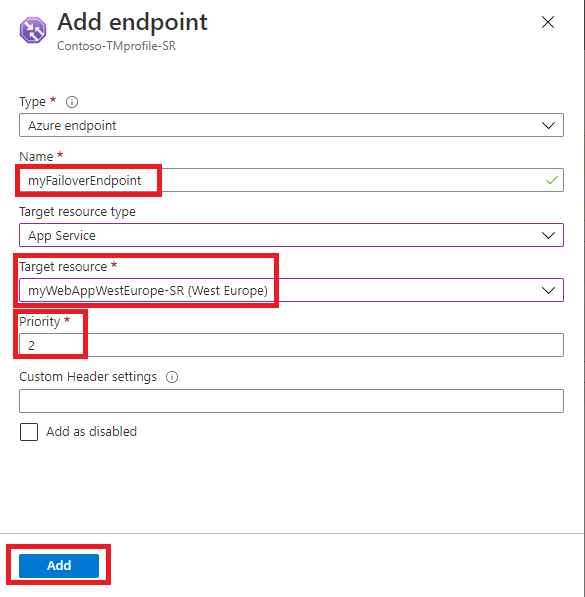 Add endpoint
Contoso-TMprofile-SR
Type *
Azure endpoint
Name *
myFailoverEndpoint
Target resource type
App Service
Target resource *
myWebAppWestEurope-SR (West Europe)
Priority *
2
Custom Header settings
Add as disabled
Add